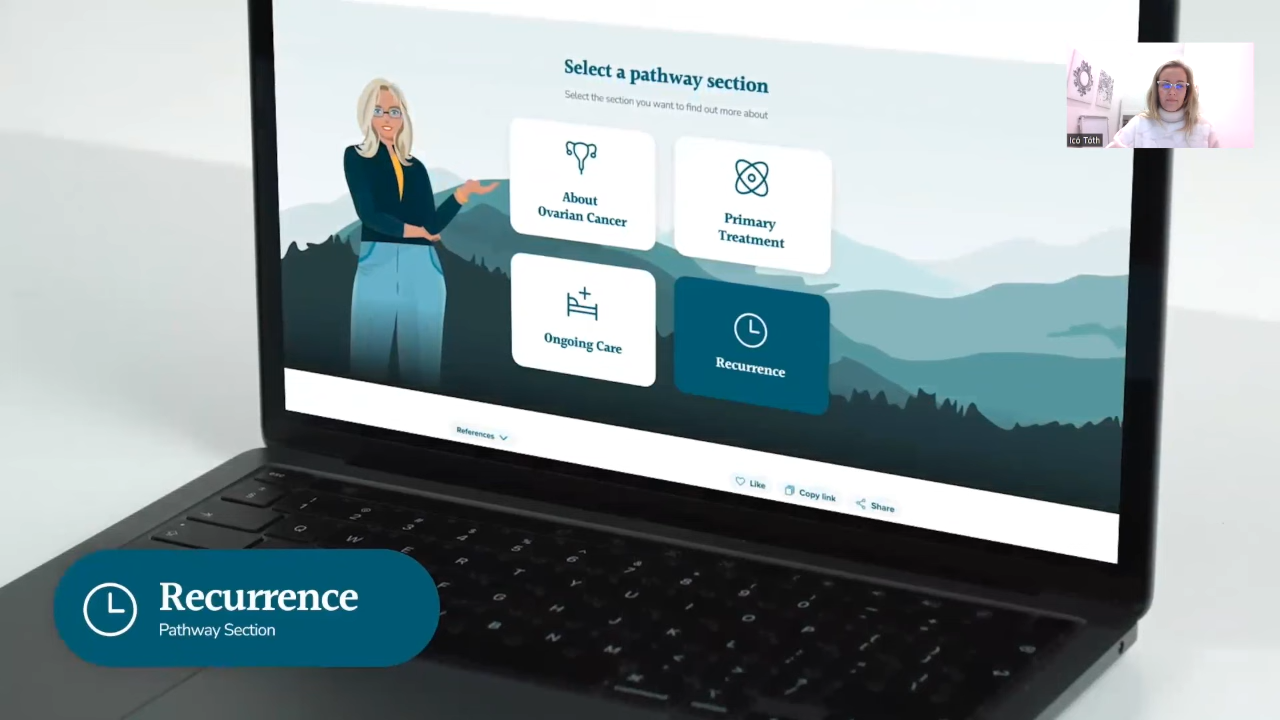 Select a pathway section
Select the section you want to find out more about
About
Ovarian Cancer
Primary
Treatment
Ongoing Care
Recurrence
References
Like
Copy link
Share
Icó Tóth
Recurrence
Pathway Section